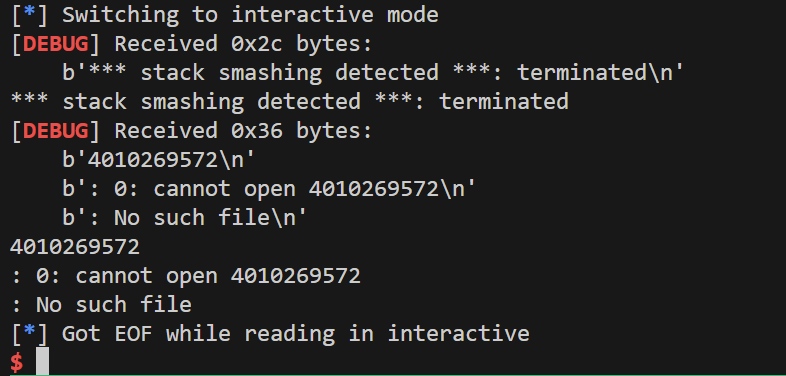 [*] Switching to interactive mode
[DEBUG] Received 0x2c bytes:
    b'*** stack smashing detected ***: terminated\n'
*** stack smashing detected ***: terminated
[DEBUG] Received 0x36 bytes:
    b'4010269572\n'
    b': 0: cannot open 4010269572\n'
    b': No such file\n'
4010269572
: 0: cannot open 4010269572
: No such file
[*] Got EOF while reading in interactive
$